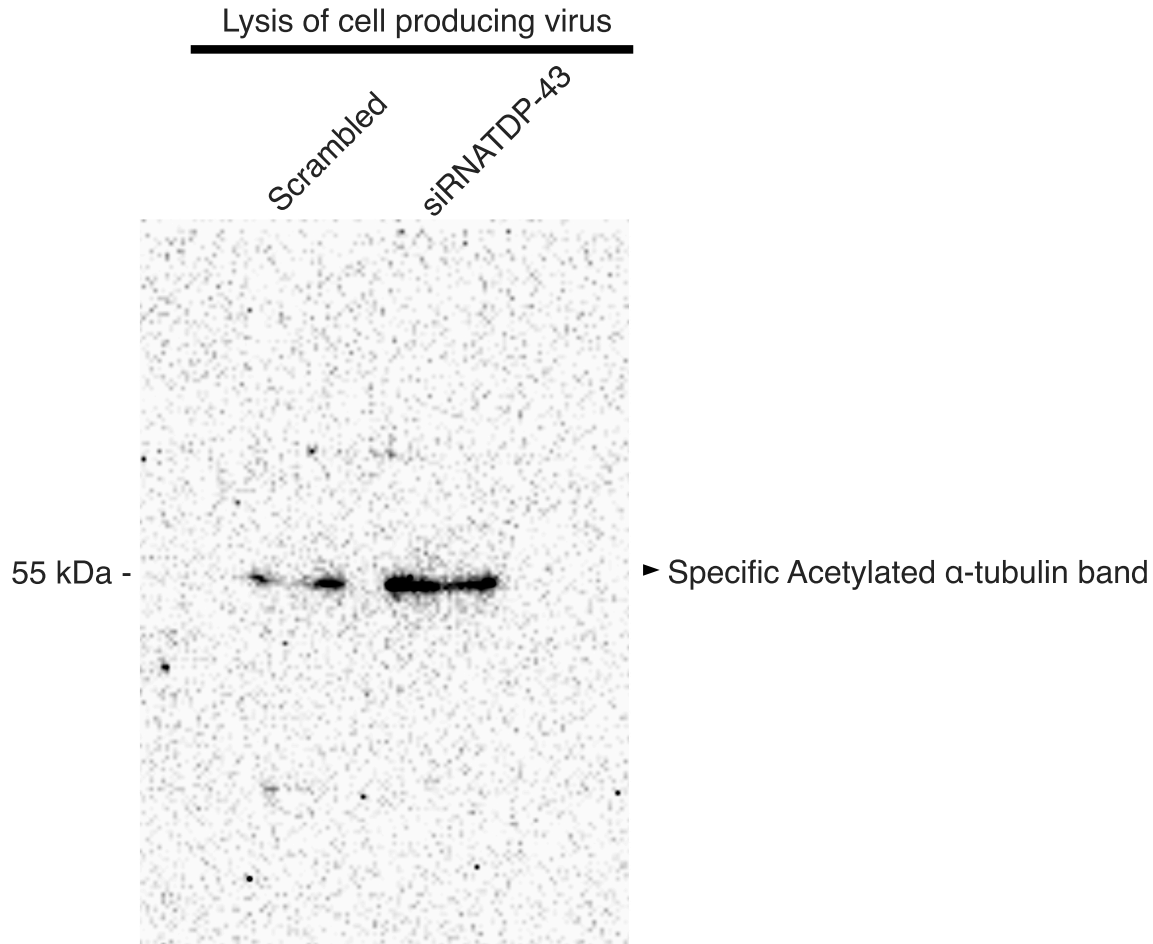 Lysis of cell producing virus
Scrambled
siRNATDP-43
55 kDa -
Specific Acetylated α-tubulin band